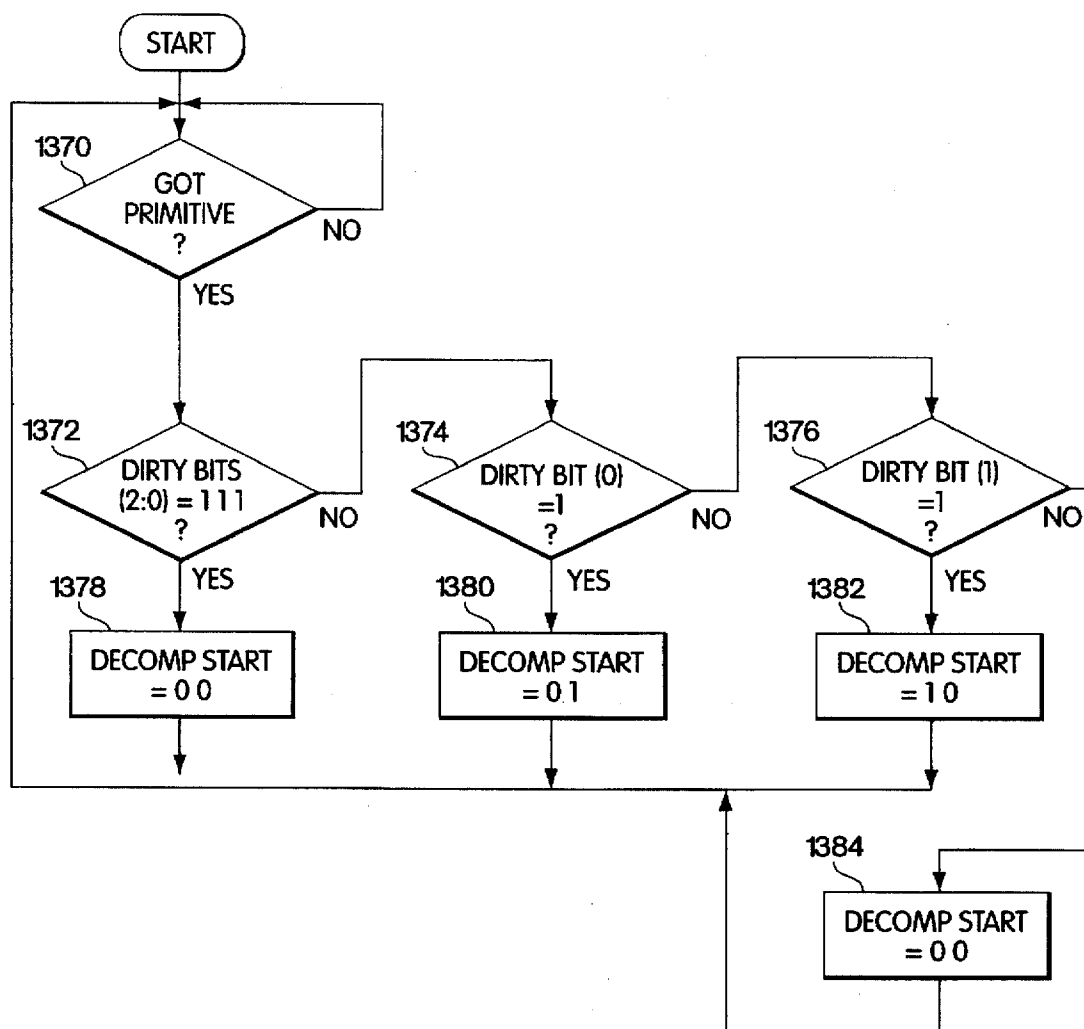 START
1370
GOT
PRIMITIVE
?
NO
YES
1372
DIRTY BITS
(2:0) = 1 1 1
?
NO
YES
1374
DIRTY BIT (0)
=1
?
NO
YES
1376
DIRTY BIT (1)
=1
?
NO
YES
1378
DECOMP START
= 0 0
1380
DECOMP START
= 0 1
1382
DECOMP START
= 1 0
1384
DECOMP START
= 0 0